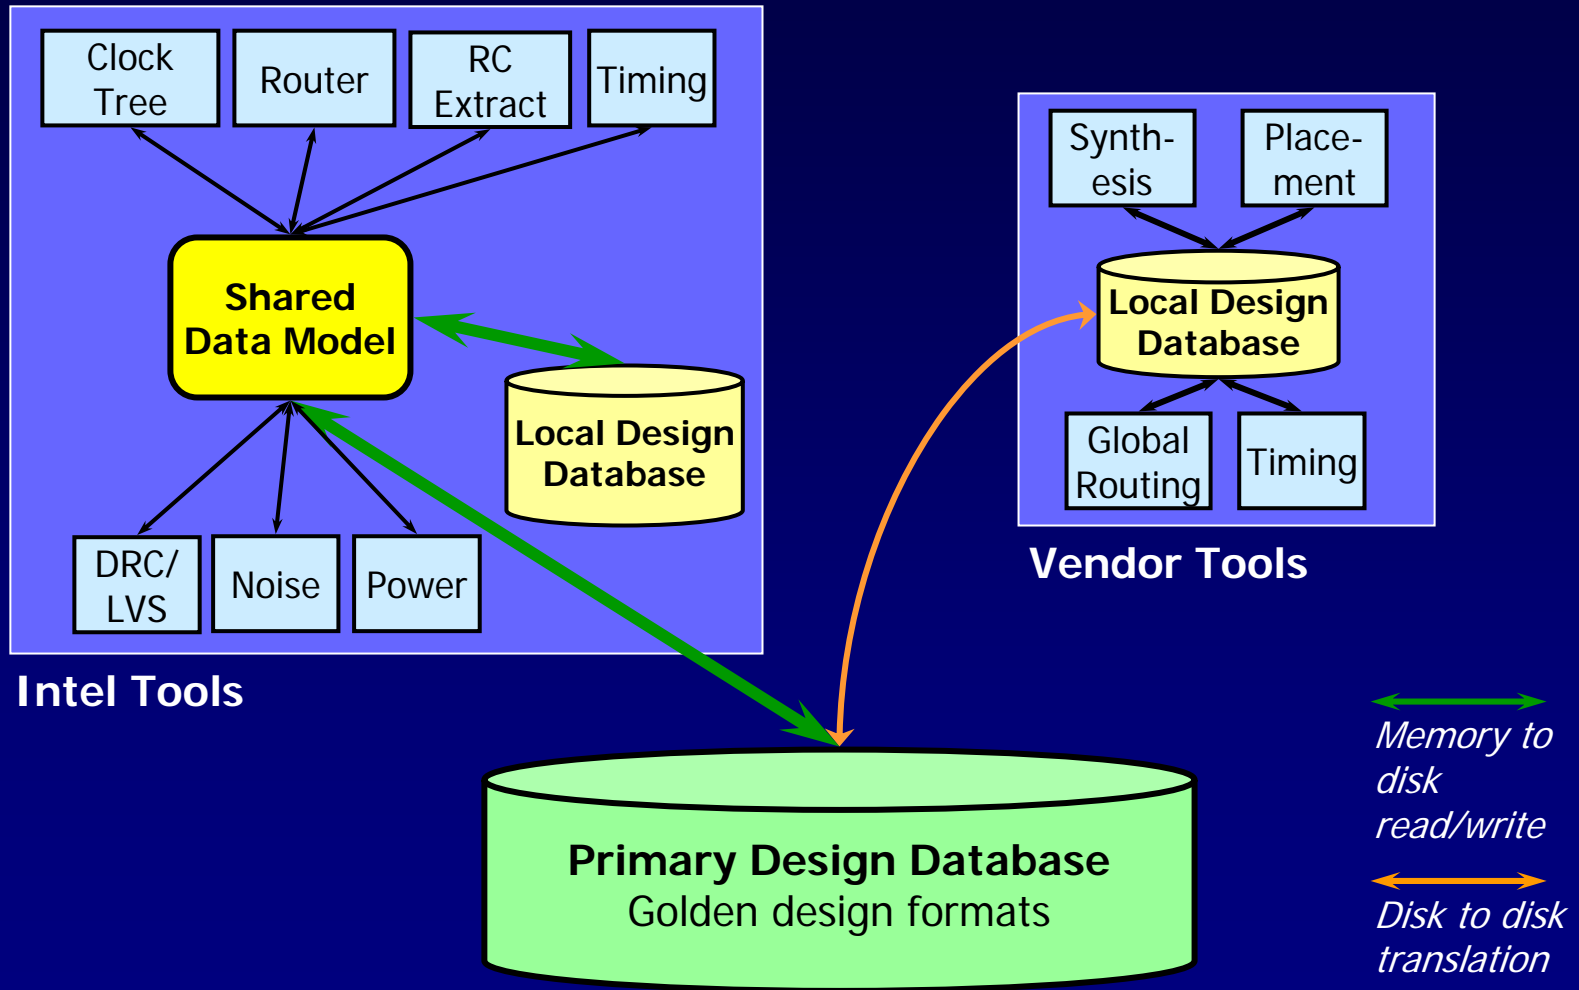 Clock
Tree
Router
RC
Extract
Timing
Shared
Data Model
Local Design
Database
DRC/
LVS
Noise
Power
Intel Tools
Synth-
esis
Place-
ment
Local Design
Database
Global
Routing
Timing
Vendor Tools
Primary Design Database
Golden design formats
Memory to
disk
read/write
Disk to disk
translation